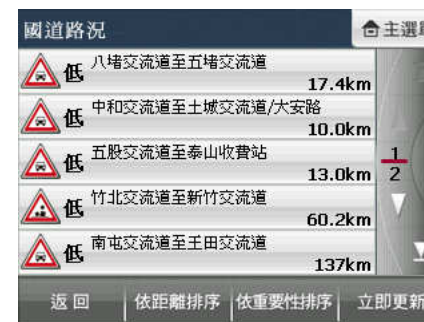 國道路況
主選單
低 八堵交流道至五堵交流道
17.4km
低 中和交流道至土城交流道/大安路
10.0km
低 五股交流道至泰山收費站
13.0km
低 竹北交流道至新竹交流道
60.2km
低 南屯交流道至王田交流道
137km
1
2
返回 依距離排序 依重要性排序 立即更新